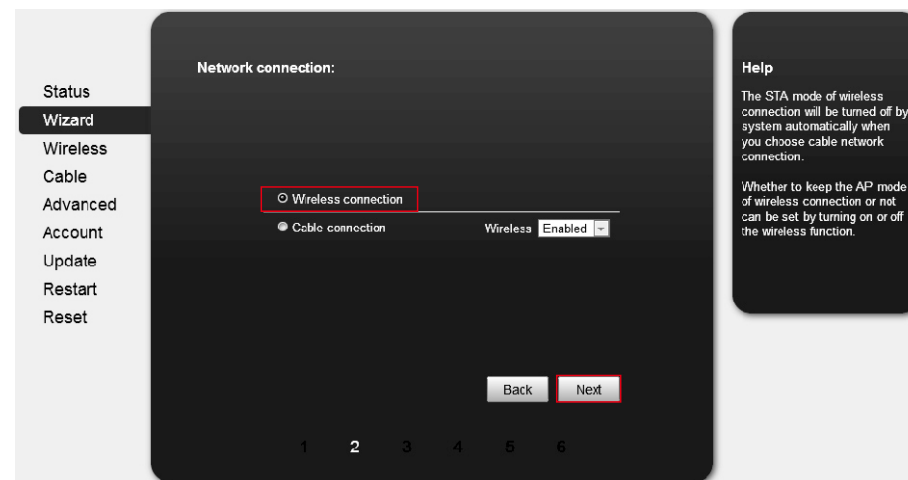 Network connection:
Status
Wizard
Wireless
Cable
Advanced
Account
Update
Restart
Reset
Wireless connection
Cable connection
Wireless Enabled
Back Next
1 2 3 4 5 6
Help
The STA mode of wireless
connection will be turned off by
system automatically when
you choose cable network
connection.
Whether to keep the AP mode
of wireless connection or not
can be set by turning on or off
the wireless function.